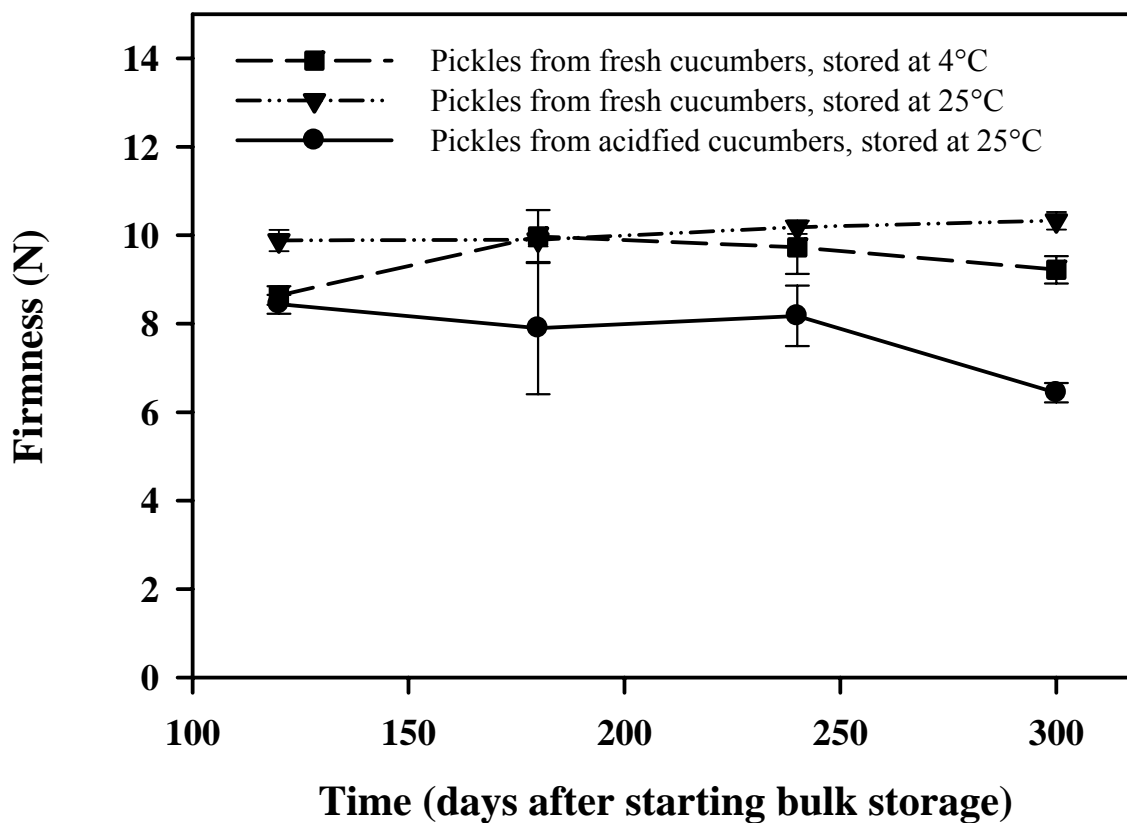 14
Pickles from fresh cucumbers, stored at 4°C
Pickles from fresh cucumbers, stored at 25°C
Pickles from acidfied cucumbers, stored at 25°C
12
10
8
6
4
2
0
Firmness (N)
100 150 200 250 300
Time (days after starting bulk storage)